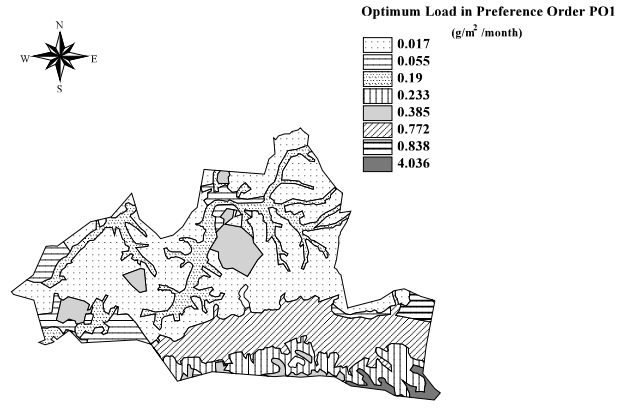 Optimum Load in Preference Order PO1
(g/m2 /month)
N
W E
S
0.017
0.055
0.19
0.233
0.385
0.772
0.838
4.036